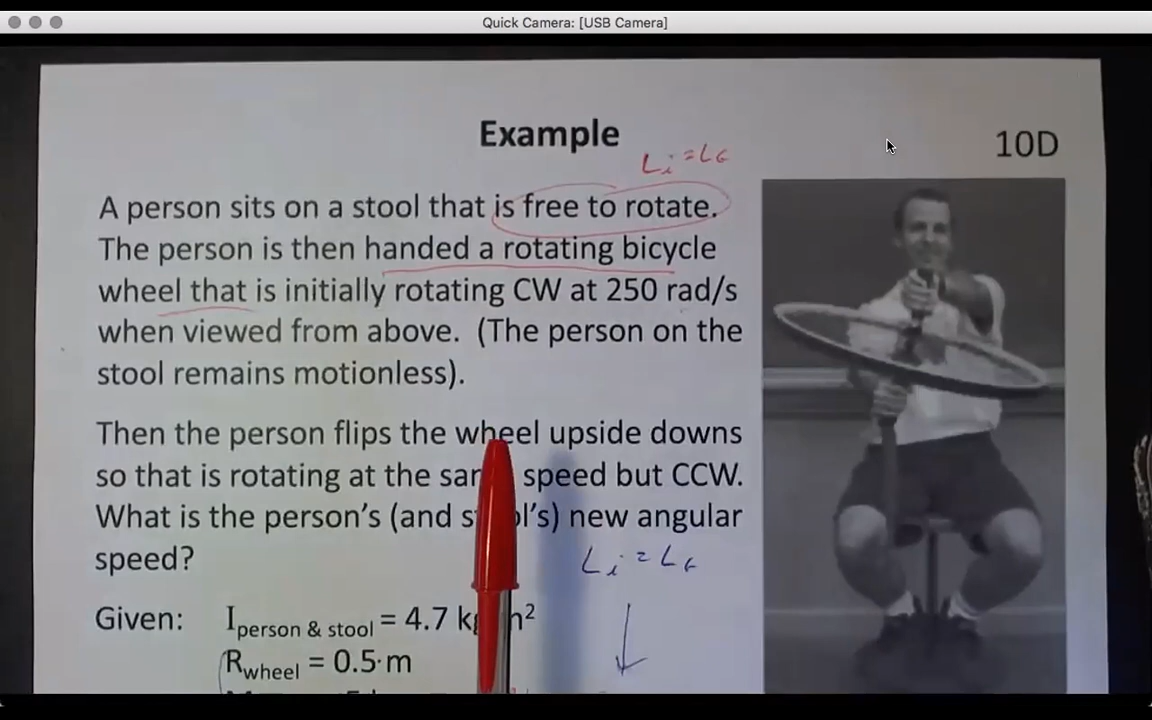 Quick Camera: [USB Camera]
Example
10D
Li = LF
A person sits on a stool that is free to rotate.
The person is then handed a rotating bicycle
wheel that is initially rotating CW at 250 rad/s
when viewed from above. (The person on the
stool remains motionless).
Then the person flips the wheel upside downs
so that is rotating at the speed but CCW.
What is the person's (and new angular
speed?
Li = LF
Given: I person & stool = 4.7
R wheel = 0.5·m